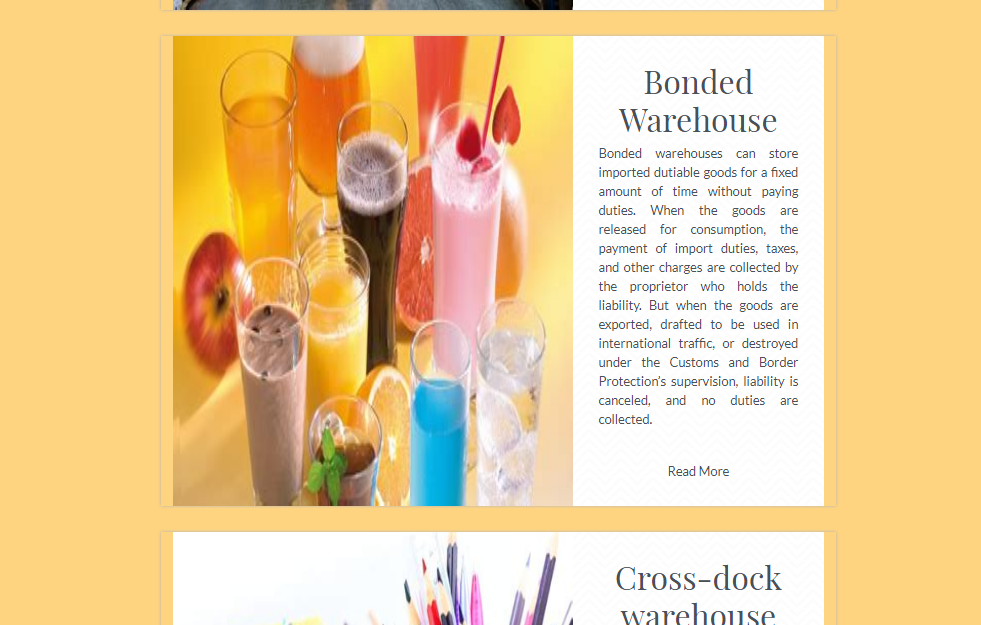 Bonded
Warehouse
Bonded warehouses can store
imported dutiable goods for a fixed
amount of time without paying
duties. When the goods are
released for consumption, the
payment of import duties, taxes,
and other charges are collected by
the proprietor who holds the
liability. But when the goods are
exported, drafted to be used in
international traffic, or destroyed
under the Customs and Border
Protection's supervision, liability is
canceled, and no duties are
collected.
Read More
Cross-dock
warehouse